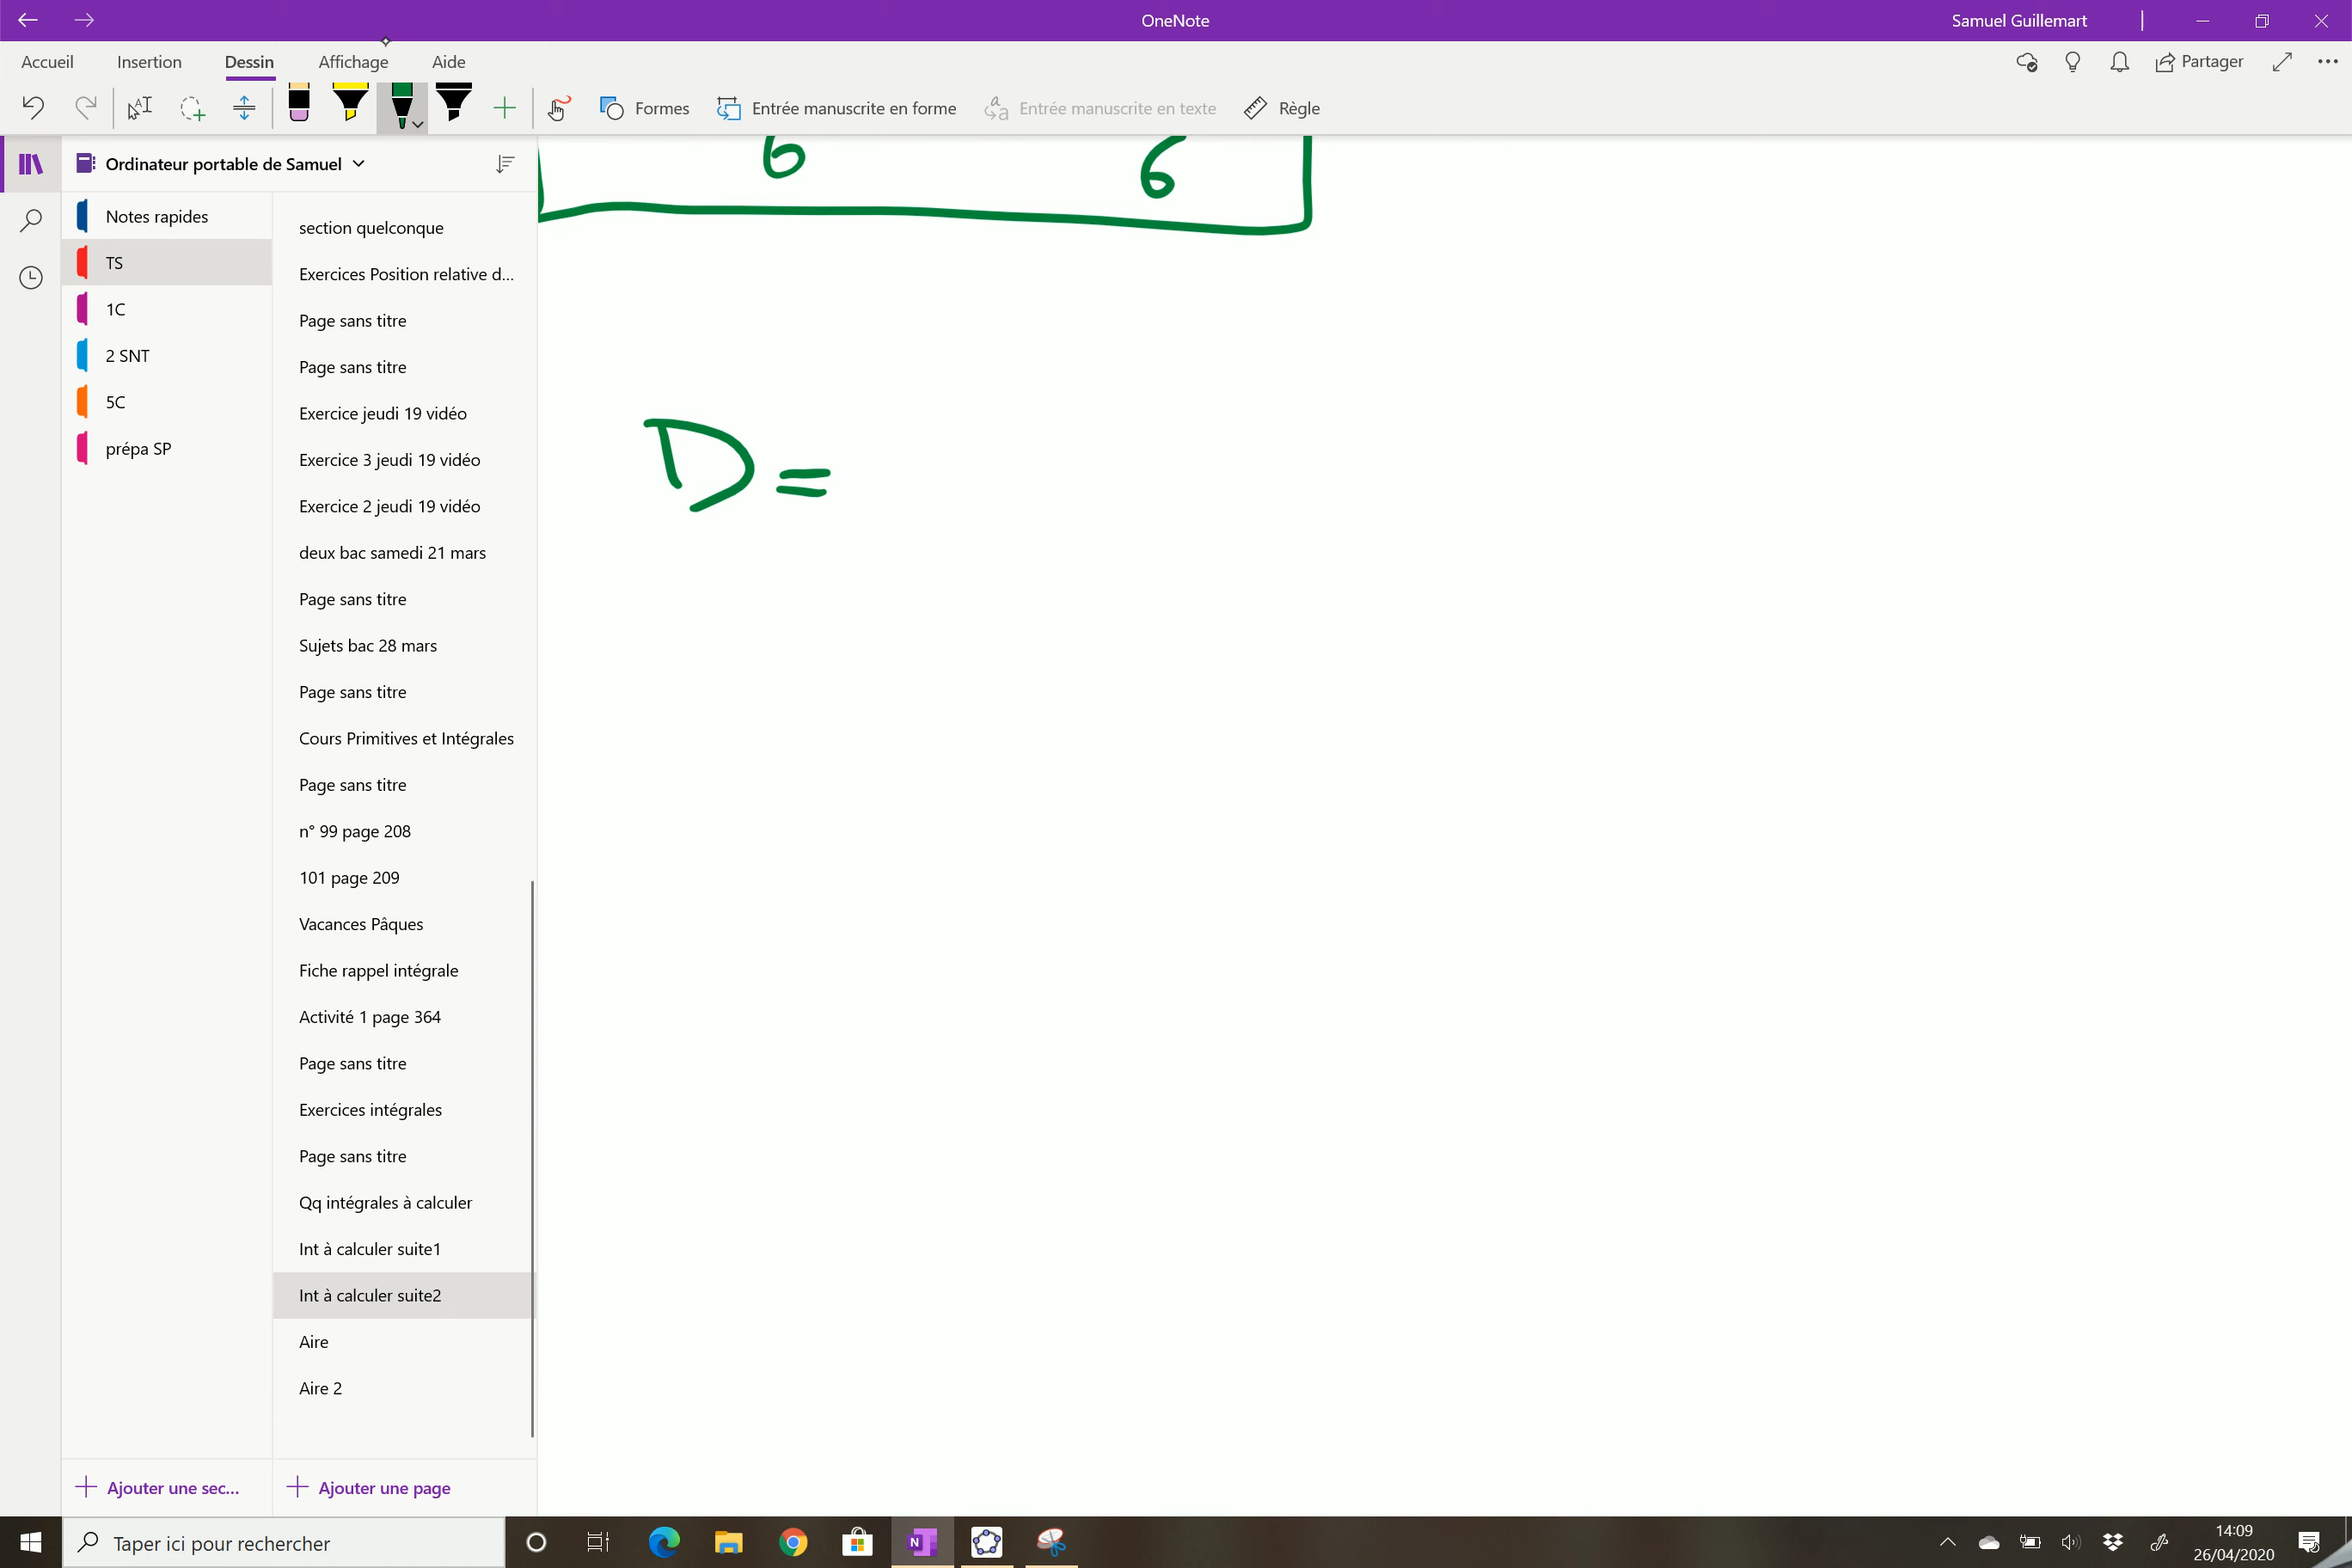 OneNote
Samuel Guillemart
Accueil Insertion Dessin Affichage Aide
Partager
Formes Entrée manuscrite en forme Entrée manuscrite en texte Règle
Ordinateur portable de Samuel
Notes rapides
TS
1C
2 SNT
5C
prépa SP
section quelconque
Exercices Position relative d...
Page sans titre
Page sans titre
Exercice jeudi 19 vidéo
Exercice 3 jeudi 19 vidéo
Exercice 2 jeudi 19 vidéo
deux bac samedi 21 mars
Page sans titre
Sujets bac 28 mars
Page sans titre
Cours Primitives et Intégrales
Page sans titre
n° 99 page 208
101 page 209
Vacances Pâques
Fiche rappel intégrale
Activité 1 page 364
Page sans titre
Exercices intégrales
Page sans titre
Qq intégrales à calculer
Int à calculer suite1
Int à calculer suite2
Aire
Aire 2
Ajouter une sec...
Ajouter une page
6 6
D =
Taper ici pour rechercher
14:09
26/04/2020